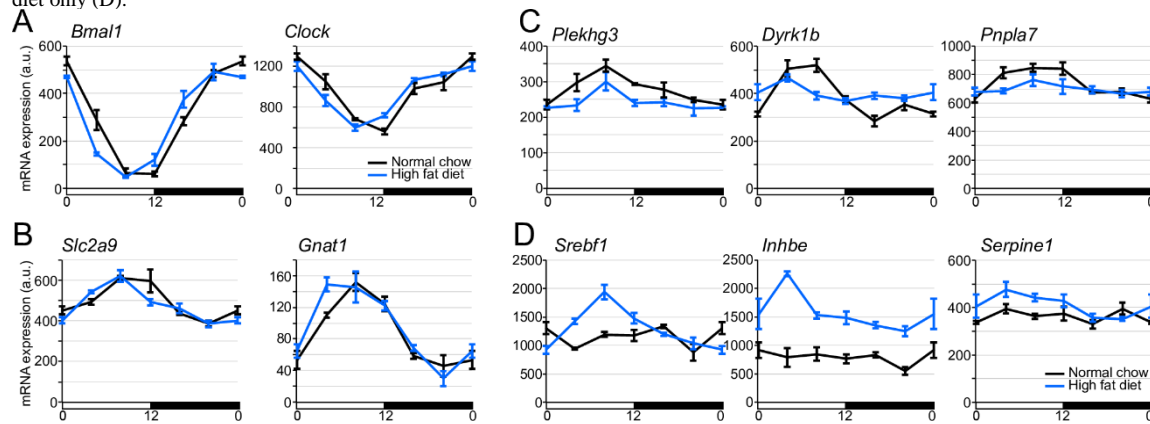 diet only (D).
A C
Bmal1 Clock Plekhg3 Dyrk1b Pnpla7
mRNA expression (a.u.)
600 400 200 0
1200 900 600 300 0
400 300 200 100 0
600 400 200 0
1000 800 600 400 200 0
Normal chow
High fat diet
0 12 0 0 12 0 0 12 0 0 12 0 0 12 0
B D
Slc2a9 Gnat1 Srebf1 Inhbe Serpine1
mRNA expression (a.u.)
600 400 200 0
160 120 80 40 0
2500 2000 1500 1000 500 0
2500 2000 1500 1000 500 0
600 400 200 0
Normal chow
High fat diet
0 12 0 0 12 0 0 12 0 0 12 0 0 12 0